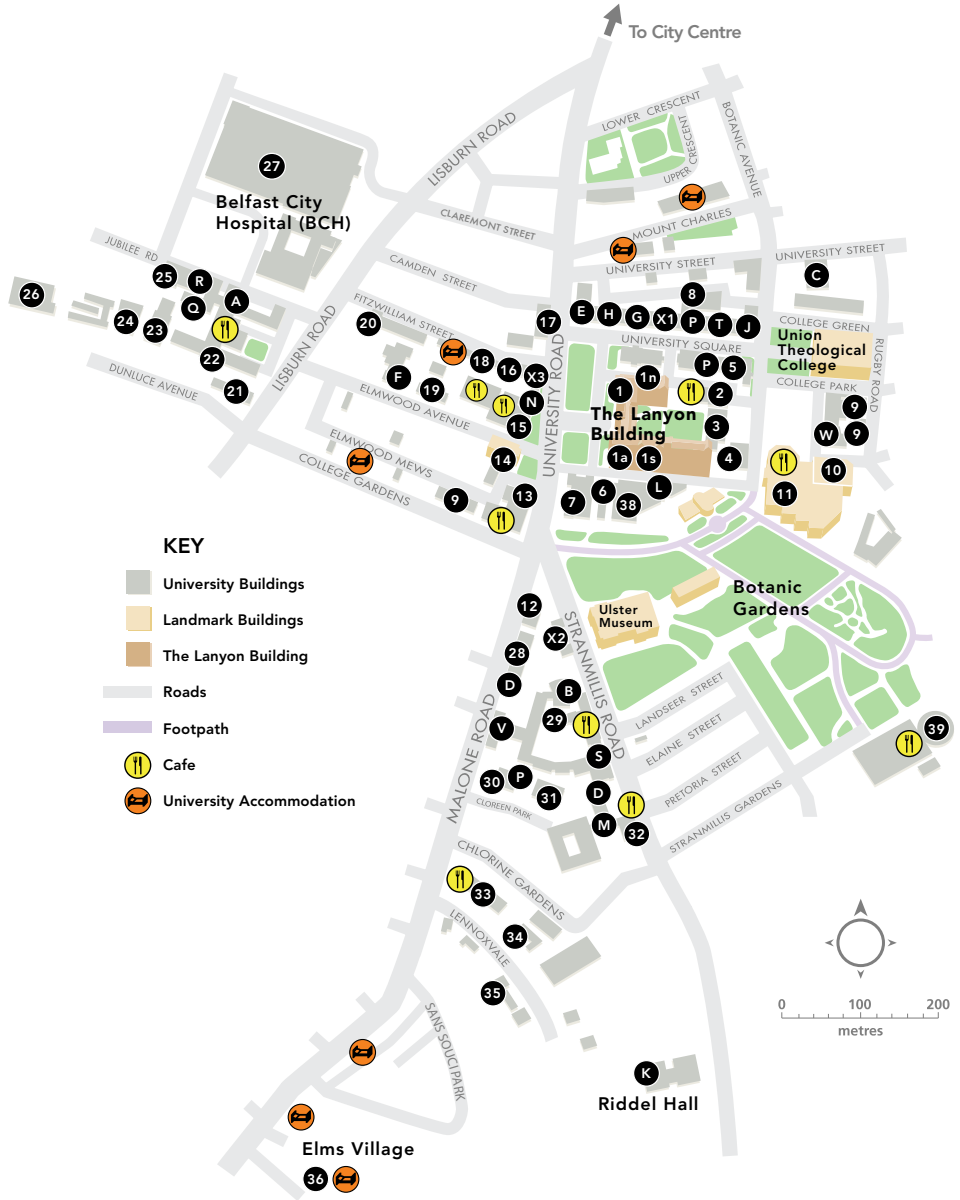 To City Centre
LOWER CRESCENT
UPPER CRESCENT
BOTANIC AVENUE
LISBURN ROAD
27
Belfast City
Hospital (BCH)
CLAREMONT STREET
MOUNT CHARLES
UNIVERSITY STREET
UNIVERSITY STREET
C
JUBILEE RD
CAMDEN STREET
FITZWILLIAM STREET
25
R
Q
A
26
24
23
22
21
DUNLUCE AVENUE
LISBURN ROAD
20
F
19
18
16
X3
N
15
17
E
H
G
X1
8
P
T
J
UNIVERSITY SQUARE
COLLEGE GREEN
Union
Theological
College
COLLEGE PARK
RUGBY ROAD
P
5
2
1
1n
The Lanyon
Building
3
1a
1s
4
9
W
9
10
11
UNIVERSITY ROAD
ELMWOOD AVENUE
ELMWOOD MEWS
COLLEGE GARDENS
14
9
13
7
6
38
L
KEY
University Buildings
Landmark Buildings
The Lanyon Building
Roads
Footpath
Cafe
University Accommodation
Botanic
Gardens
Ulster
Museum
12
X2
28
D
B
29
V
S
30
P
31
D
M
32
STRANMILLIS ROAD
MALONE ROAD
LANDSEER STREET
ELAINE STREET
PRETORIA STREET
STRANMILLIS GARDENS
39
CLOREEN PARK
CHLORINE GARDENS
33
LENNOXVALE
34
35
SANS SOUCI PARK
0 100 200
metres
K
Riddel Hall
Elms Village
36